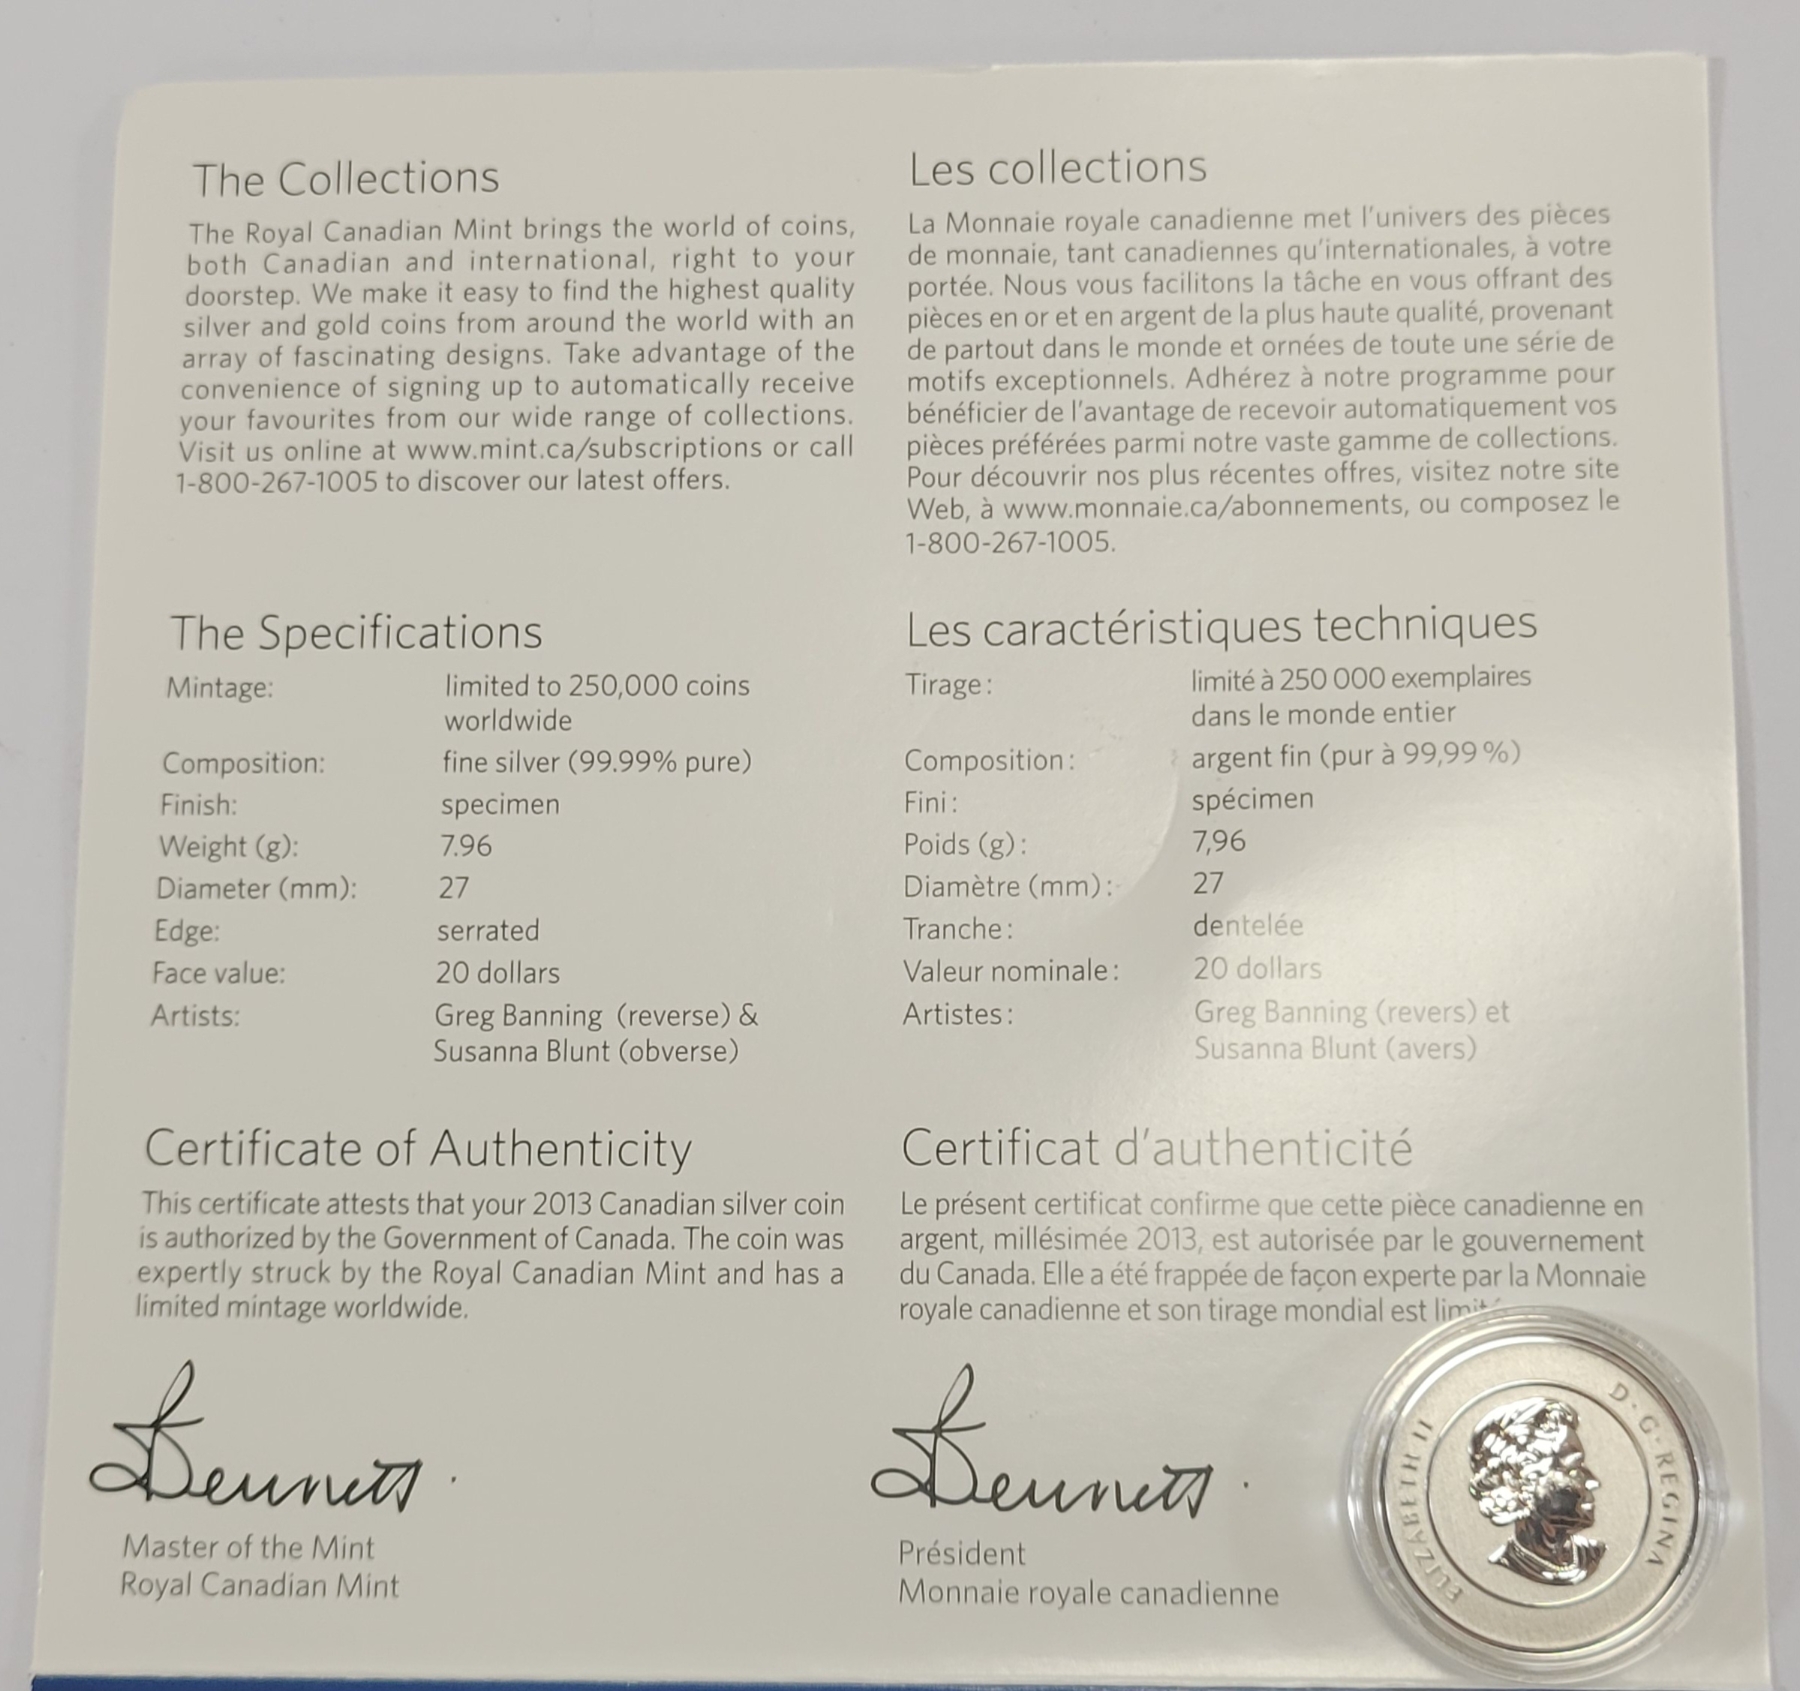 The Collections
The Royal Canadian Mint brings the world of coins,
both Canadian and international, right to your
doorstep. We make it easy to find the highest quality
silver and gold coins from around the world with an
array of fascinating designs. Take advantage of the
convenience of signing up to automatically receive
your favourites from our wide range of collections.
Visit us online at www.mint.ca/subscriptions or call
1-800-267-1005 to discover our latest offers.
Les collections
La Monnaie royale canadienne met l'univers des pièces
de monnaie, tant canadiennes qu'internationales, à votre
portée. Nous vous facilitons la tâche en vous offrant des
pièces en or et en argent de la plus haute qualité, provenant
de partout dans le monde et ornées de toute une série de
motifs exceptionnels. Adhérez à notre programme pour
bénéficier de l'avantage de recevoir automatiquement vos
pièces préférées parmi notre vaste gamme de collections.
Pour découvrir nos plus récentes offres, visitez notre site
Web, à www.monnaie.ca/abonnements, ou composez le
1-800-267-1005.
The Specifications
Mintage: limited to 250,000 coins
worldwide
Composition: fine silver (99.99% pure)
Finish: specimen
Weight (g): 7.96
Diameter (mm): 27
Edge: serrated
Face value: 20 dollars
Artists: Greg Banning (reverse) &
Susanna Blunt (obverse)
Les caractéristiques techniques
Tirage : limité à 250 000 exemplaires
dans le monde entier
Composition : argent fin (pur à 99,99 %)
Fini : spécimen
Poids (g) : 7,96
Diamètre (mm) : 27
Tranche : dentelée
Valeur nominale : 20 dollars
Artistes : Greg Banning (revers) et
Susanna Blunt (avers)
Certificate of Authenticity
This certificate attests that your 2013 Canadian silver coin
is authorized by the Government of Canada. The coin was
expertly struck by the Royal Canadian Mint and has a
limited mintage worldwide.
Bennett
Master of the Mint
Royal Canadian Mint
Certificat d'authenticité
Le présent certificat confirme que cette pièce canadienne en
argent, millésimée 2013, est autorisée par le gouvernement
du Canada. Elle a été frappée de façon experte par la Monnaie
royale canadienne et son tirage mondial est
Bennett
Président
Monnaie royale canadienne
ELIZABETH II D·G·REGINA